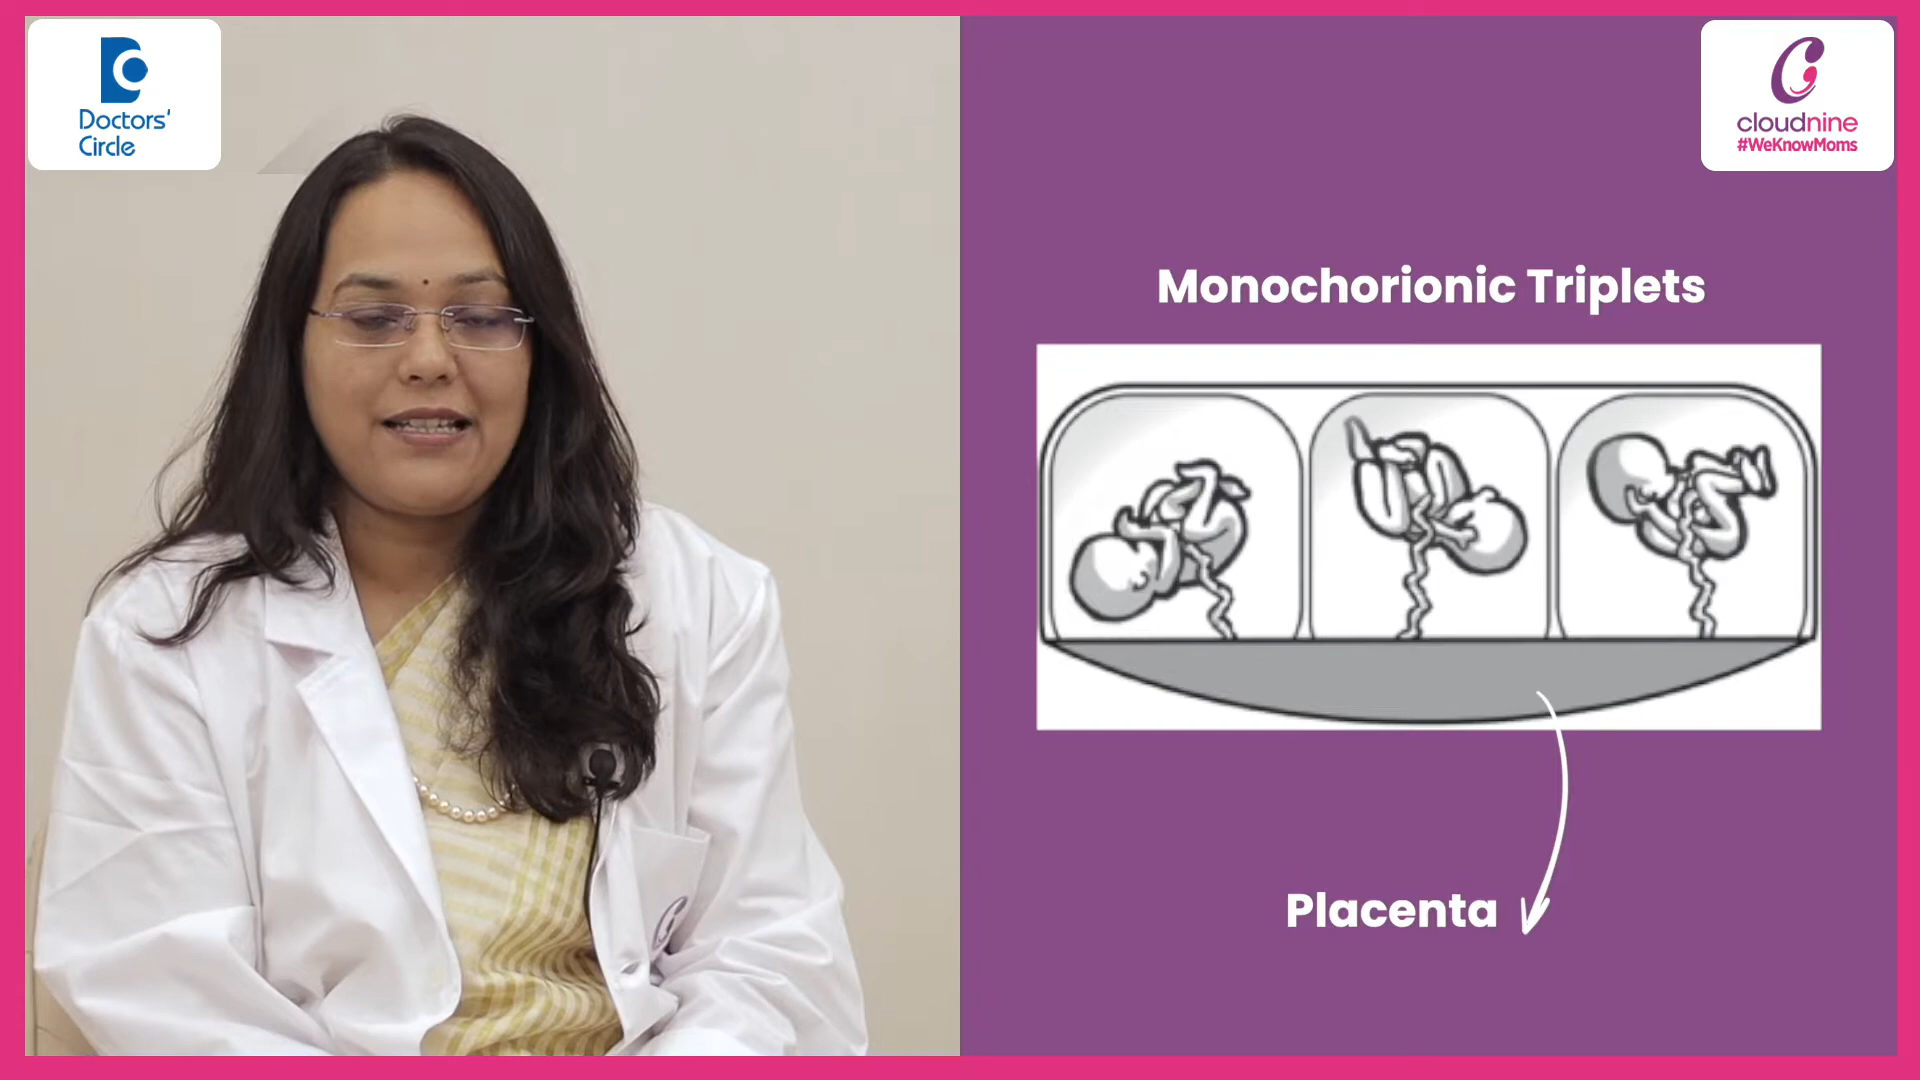 Doctors'
Circle
cloudnine
#WeKnowMoms
Monochorionic Triplets
Placenta